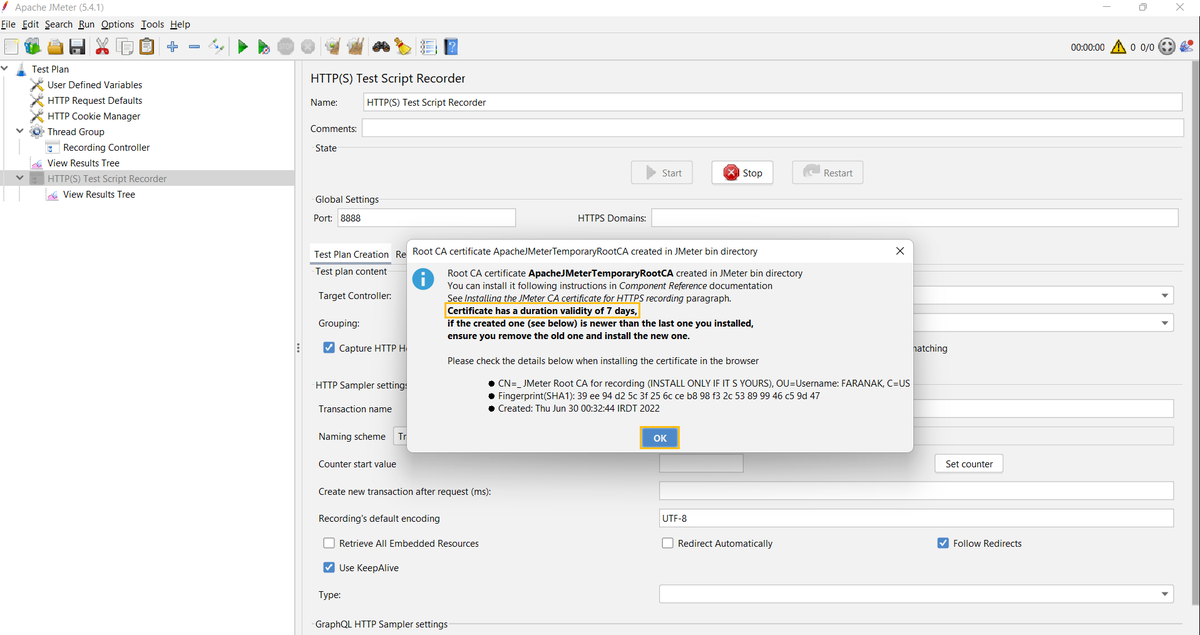 Apache JMeter (5.4.1)
File Edit Search Run Options Tools Help
00:00:00 0 0/0
Test Plan
User Defined Variables
HTTP Request Defaults
HTTP Cookie Manager
Thread Group
Recording Controller
View Results Tree
HTTP(S) Test Script Recorder
View Results Tree
HTTP(S) Test Script Recorder
Name: HTTP(S) Test Script Recorder
Comments:
State
Start Stop Restart
Global Settings
Port: 8888 HTTPS Domains:
Test Plan Creation Re
Test plan content
Target Controller:
Grouping:
Capture HTTP He atching
HTTP Sampler settings
Transaction name
Naming scheme Tr
Counter start value Set counter
Create new transaction after request (ms):
Recording's default encoding UTF-8
Retrieve All Embedded Resources Redirect Automatically Follow Redirects
Use KeepAlive
Type:
GraphQL HTTP Sampler settings
Root CA certificate ApacheJMeterTemporaryRootCA created in JMeter bin directory
Root CA certificate ApacheJMeterTemporaryRootCA created in JMeter bin directory
You can install it following instructions in Component Reference documentation
See Installing the JMeter CA certificate for HTTPS recording paragraph.
Certificate has a duration validity of 7 days,
if the created one (see below) is newer than the last one you installed,
ensure you remove the old one and install the new one.
Please check the details below when installing the certificate in the browser
● CN=_ JMeter Root CA for recording (INSTALL ONLY IF IT S YOURS), OU=Username: FARANAK, C=US
● Fingerprint(SHA1): 39 ee 94 d2 5c 3f 25 6c ce b8 98 f3 2c 53 89 99 46 c5 9d 47
● Created: Thu Jun 30 00:32:44 IRDT 2022
OK